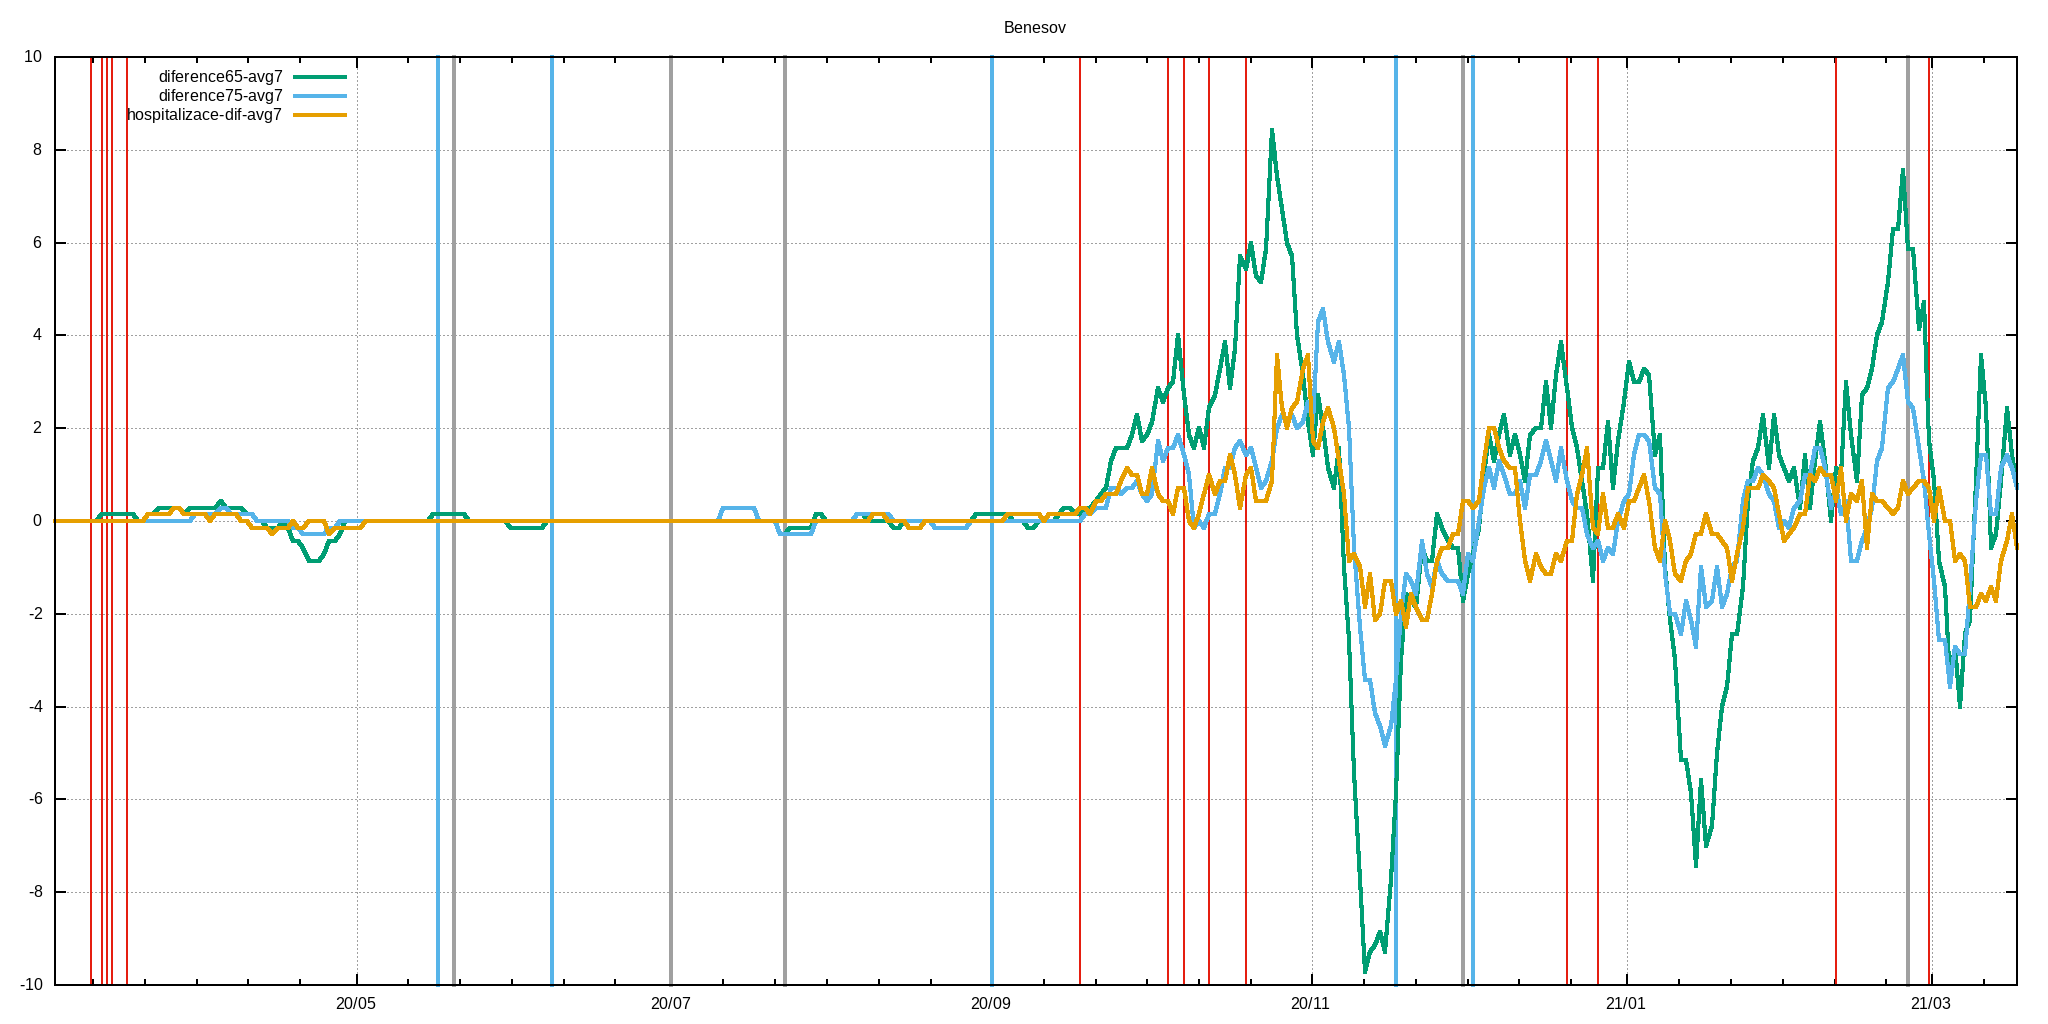 Benesov
10
diference65-avg7
diference75-avg7
hospitalizace-dif-avg7
8
6
4
2
0
-2
-4
-6
-8
-10
20/05 20/07 20/09 20/11 21/01 21/03